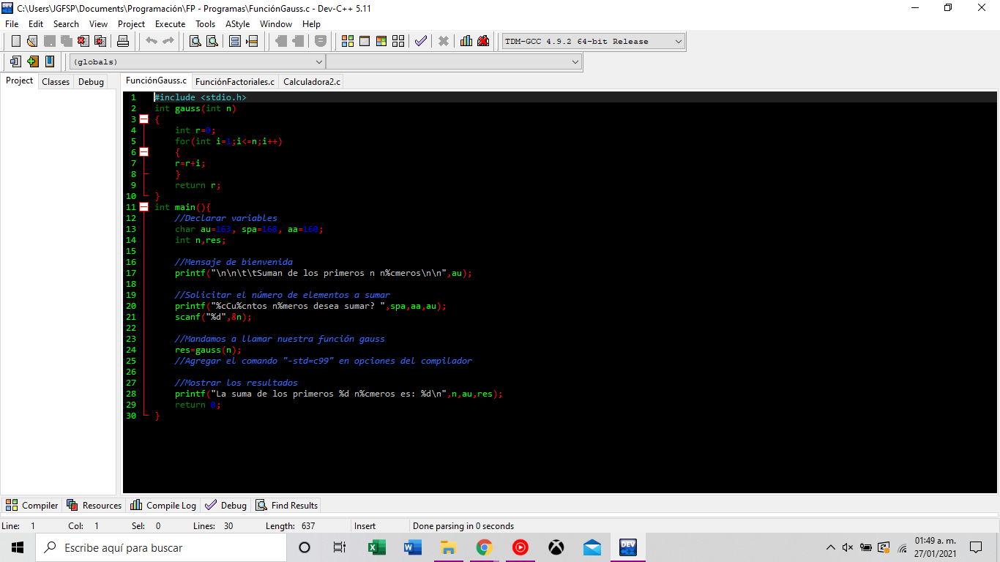 C:\Users\JGFSP\Documents\Programación\FP - Programas\FunciónGauss.c - Dev-C++ 5.11
File Edit Search View Project Execute Tools AStyle Window Help
TDM-GCC 4.9.2 64-bit Release
(globals)
Project Classes Debug FunciónGauss.c FunciónFactoriales.c Calculadora2.c
1 #include <stdio.h>
2 int gauss(int n)
3 {
4 int r=0;
5 for(int i=1;i<=n;i++)
6 {
7 r=r+i;
8 }
9 return r;
10 }
11 int main(){
12 //Declarar variables
13 char au=163, spa=168, aa=160;
14 int n,res;
15
16 //Mensaje de bienvenida
17 printf("\n\n\t\tSuman de los primeros n n%cmeros\n\n",au);
18
19 //Solicitar el número de elementos a sumar
20 printf("%cCu%cntos n%meros desea sumar? ",spa,aa,au);
21 scanf("%d",&n);
22
23 //Mandamos a llamar nuestra función gauss
24 res=gauss(n);
25 //Agregar el comando "-std=c99" en opciones del compilador
26
27 //Mostrar los resultados
28 printf("La suma de los primeros %d n%cmeros es: %d\n",n,au,res);
29 return 0;
30 }
Compiler Resources Compile Log Debug Find Results
Line: 1 Col: 1 Sel: 0 Lines: 30 Length: 637 Insert Done parsing in 0 seconds
Escribe aquí para buscar
01:49 a. m.
27/01/2021